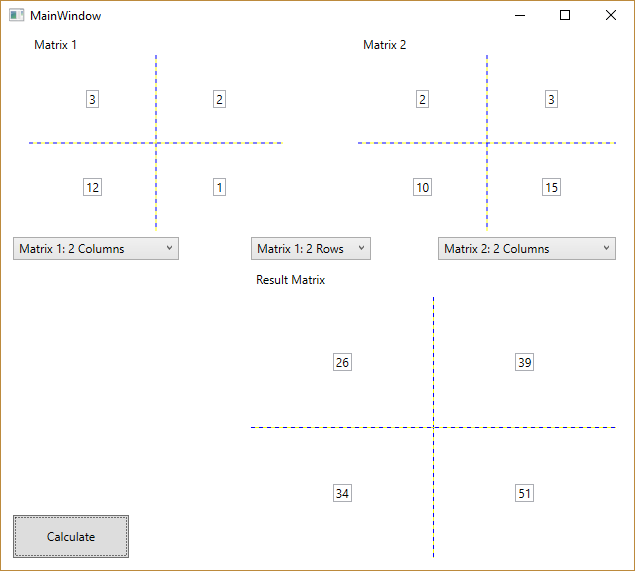 MainWindow
Matrix 1 Matrix 2
3 2 2 3
12 1 10 15
Matrix 1: 2 Columns Matrix 1: 2 Rows Matrix 2: 2 Columns
Result Matrix
26 39
34 51
Calculate